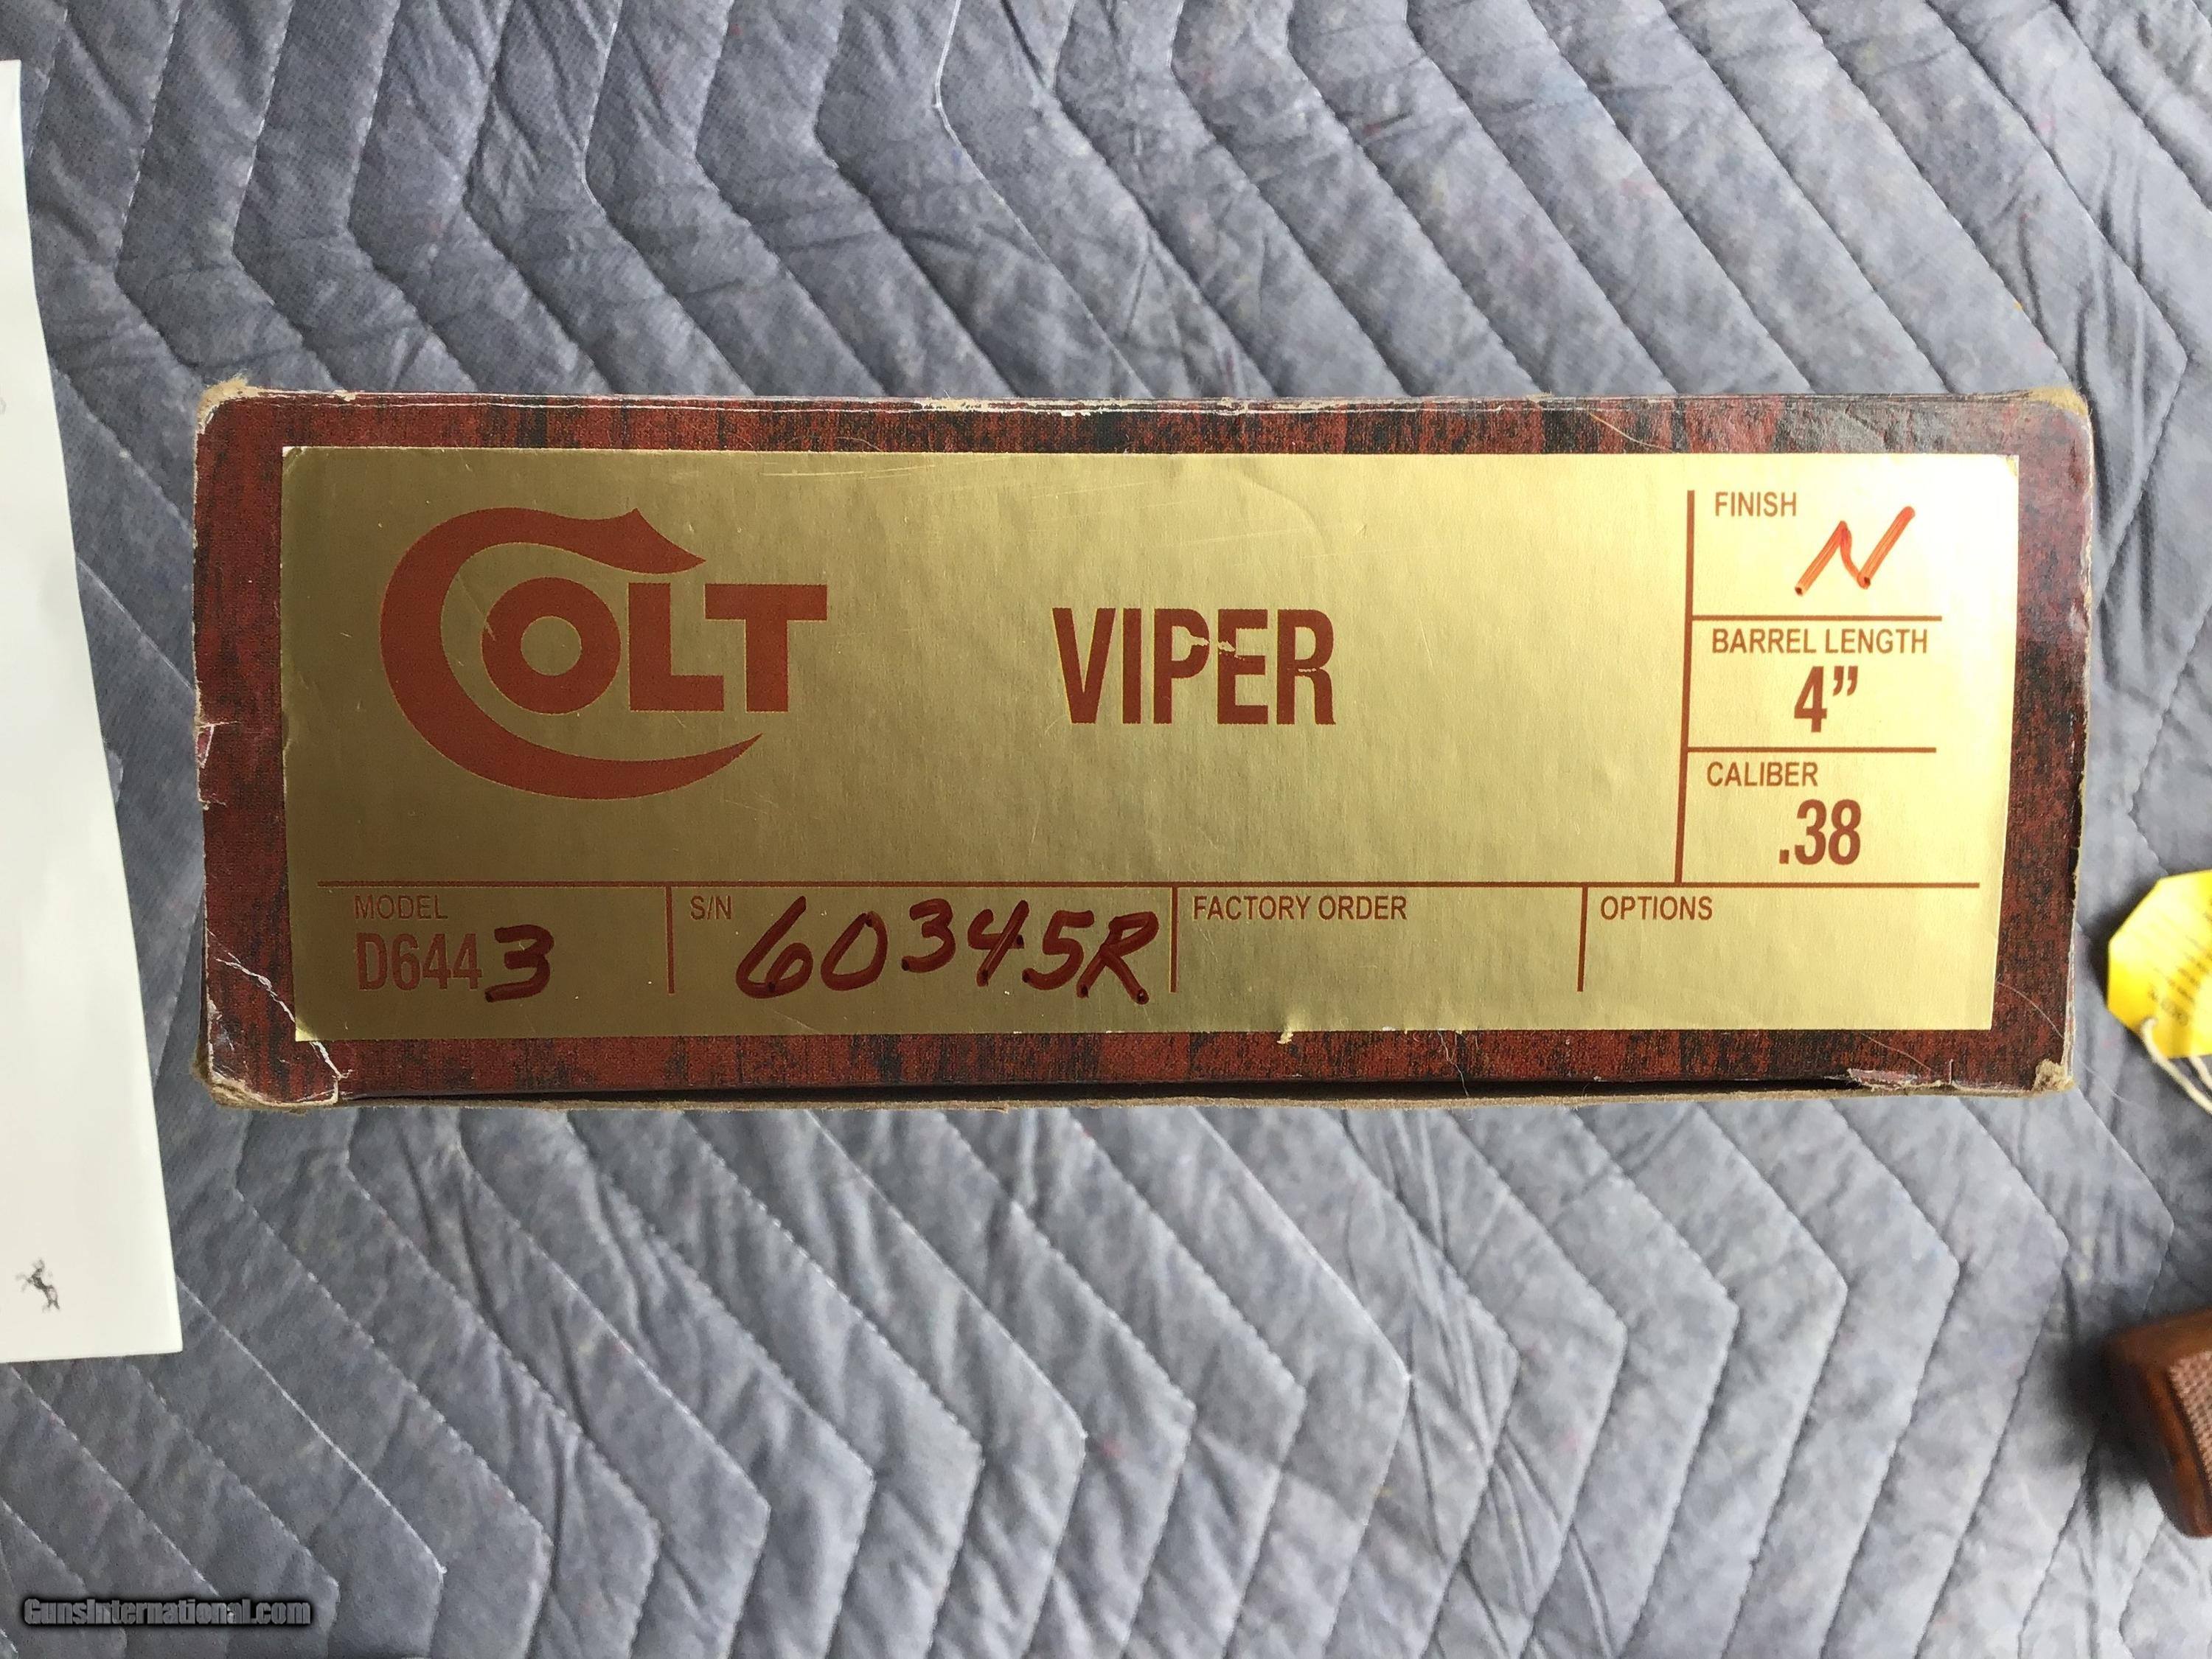 COLT
VIPER
FINISH
N
BARREL LENGTH
4”
CALIBER
.38
MODEL
D6443
S/N
60345R
FACTORY ORDER
OPTIONS
GunsInternational.com